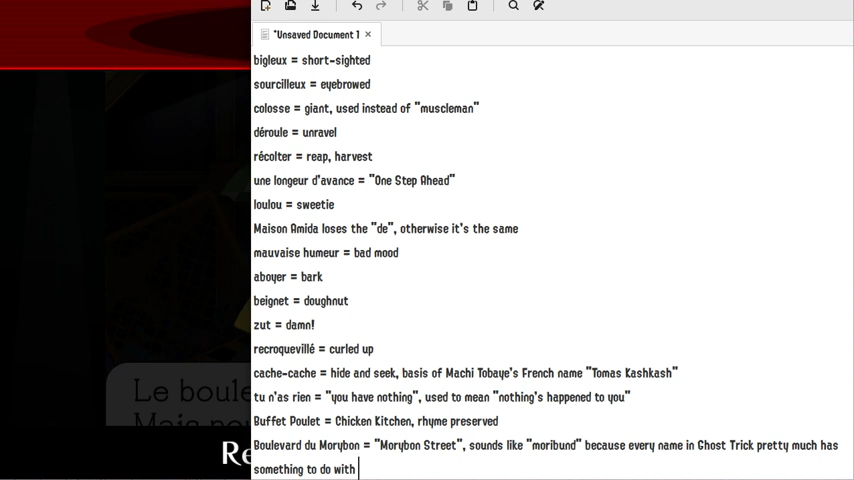 *Unsaved Document 1
bigleux = short-sighted
sourcilleux = eyebrowed
colosse = giant, used instead of "muscleman"
déroule = unravel
récolter = reap, harvest
une longeur d'avance = "One Step Ahead"
loulou = sweetie
Maison Amida loses the "de", otherwise it's the same
mauvaise humeur = bad mood
aboyer = bark
beignet = doughnut
zut = damn!
recroquevillé = curled up
cache-cache = hide and seek, basis of Machi Tobaye's French name "Tomas Kashkash"
tu n'as rien = "you have nothing", used to mean "nothing's happened to you"
Buffet Poulet = Chicken Kitchen, rhyme preserved
Boulevard du Morybon = "Morybon Street", sounds like "moribund" because every name in Ghost Trick pretty much has
something to do with
Le boule
Mais
Re